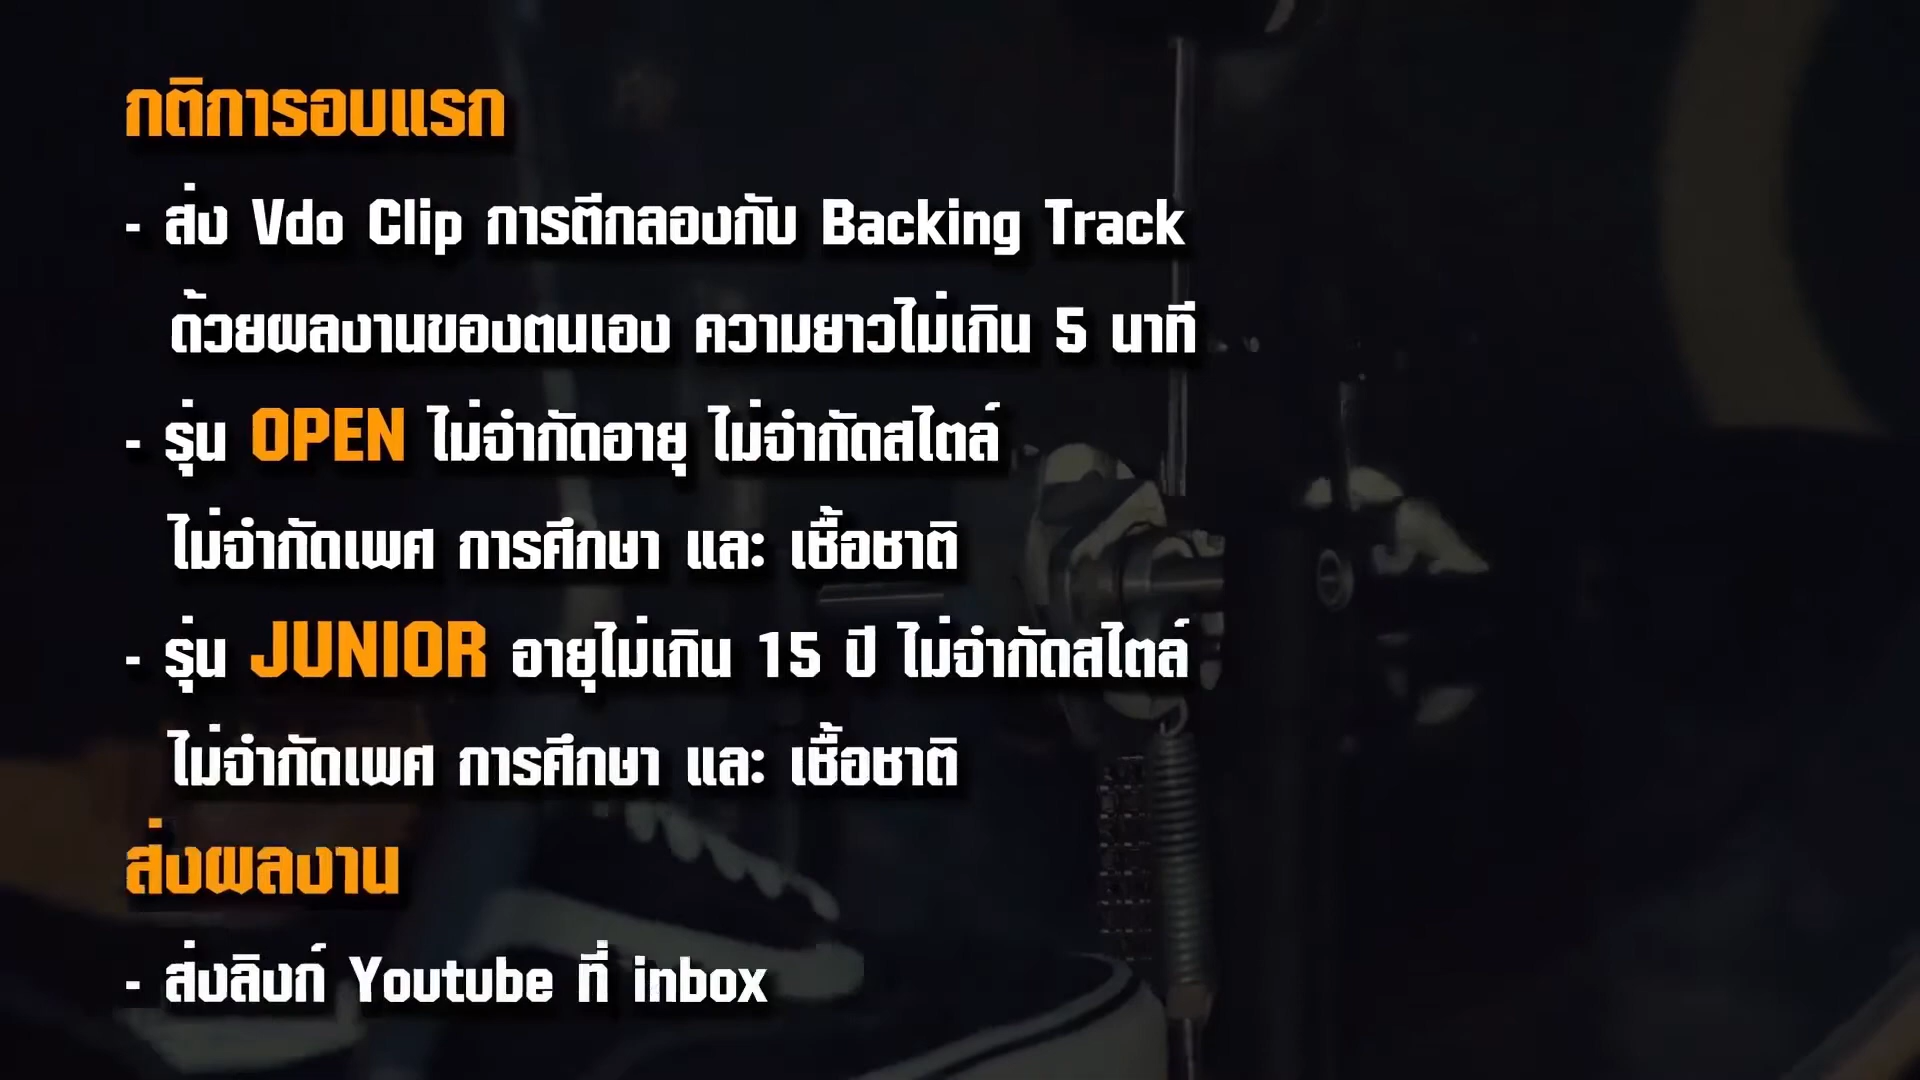 กติการอบแรก
- ส่ง Vdo Clip การตีกลองกับ Backing Track
ด้วยผลงานของตนเอง ความยาวไม่เกิน 5 นาที
- รุ่น OPEN ไม่จำกัดอายุ ไม่จำกัดสไตล์
ไม่จำกัดเพศ การศึกษา และ เชื้อชาติ
- รุ่น JUNIOR อายุไม่เกิน 15 ปี ไม่จำกัดสไตล์
ไม่จำกัดเพศ การศึกษา และ เชื้อชาติ
ส่งผลงาน
- ส่งลิงก์ Youtube ที่ inbox